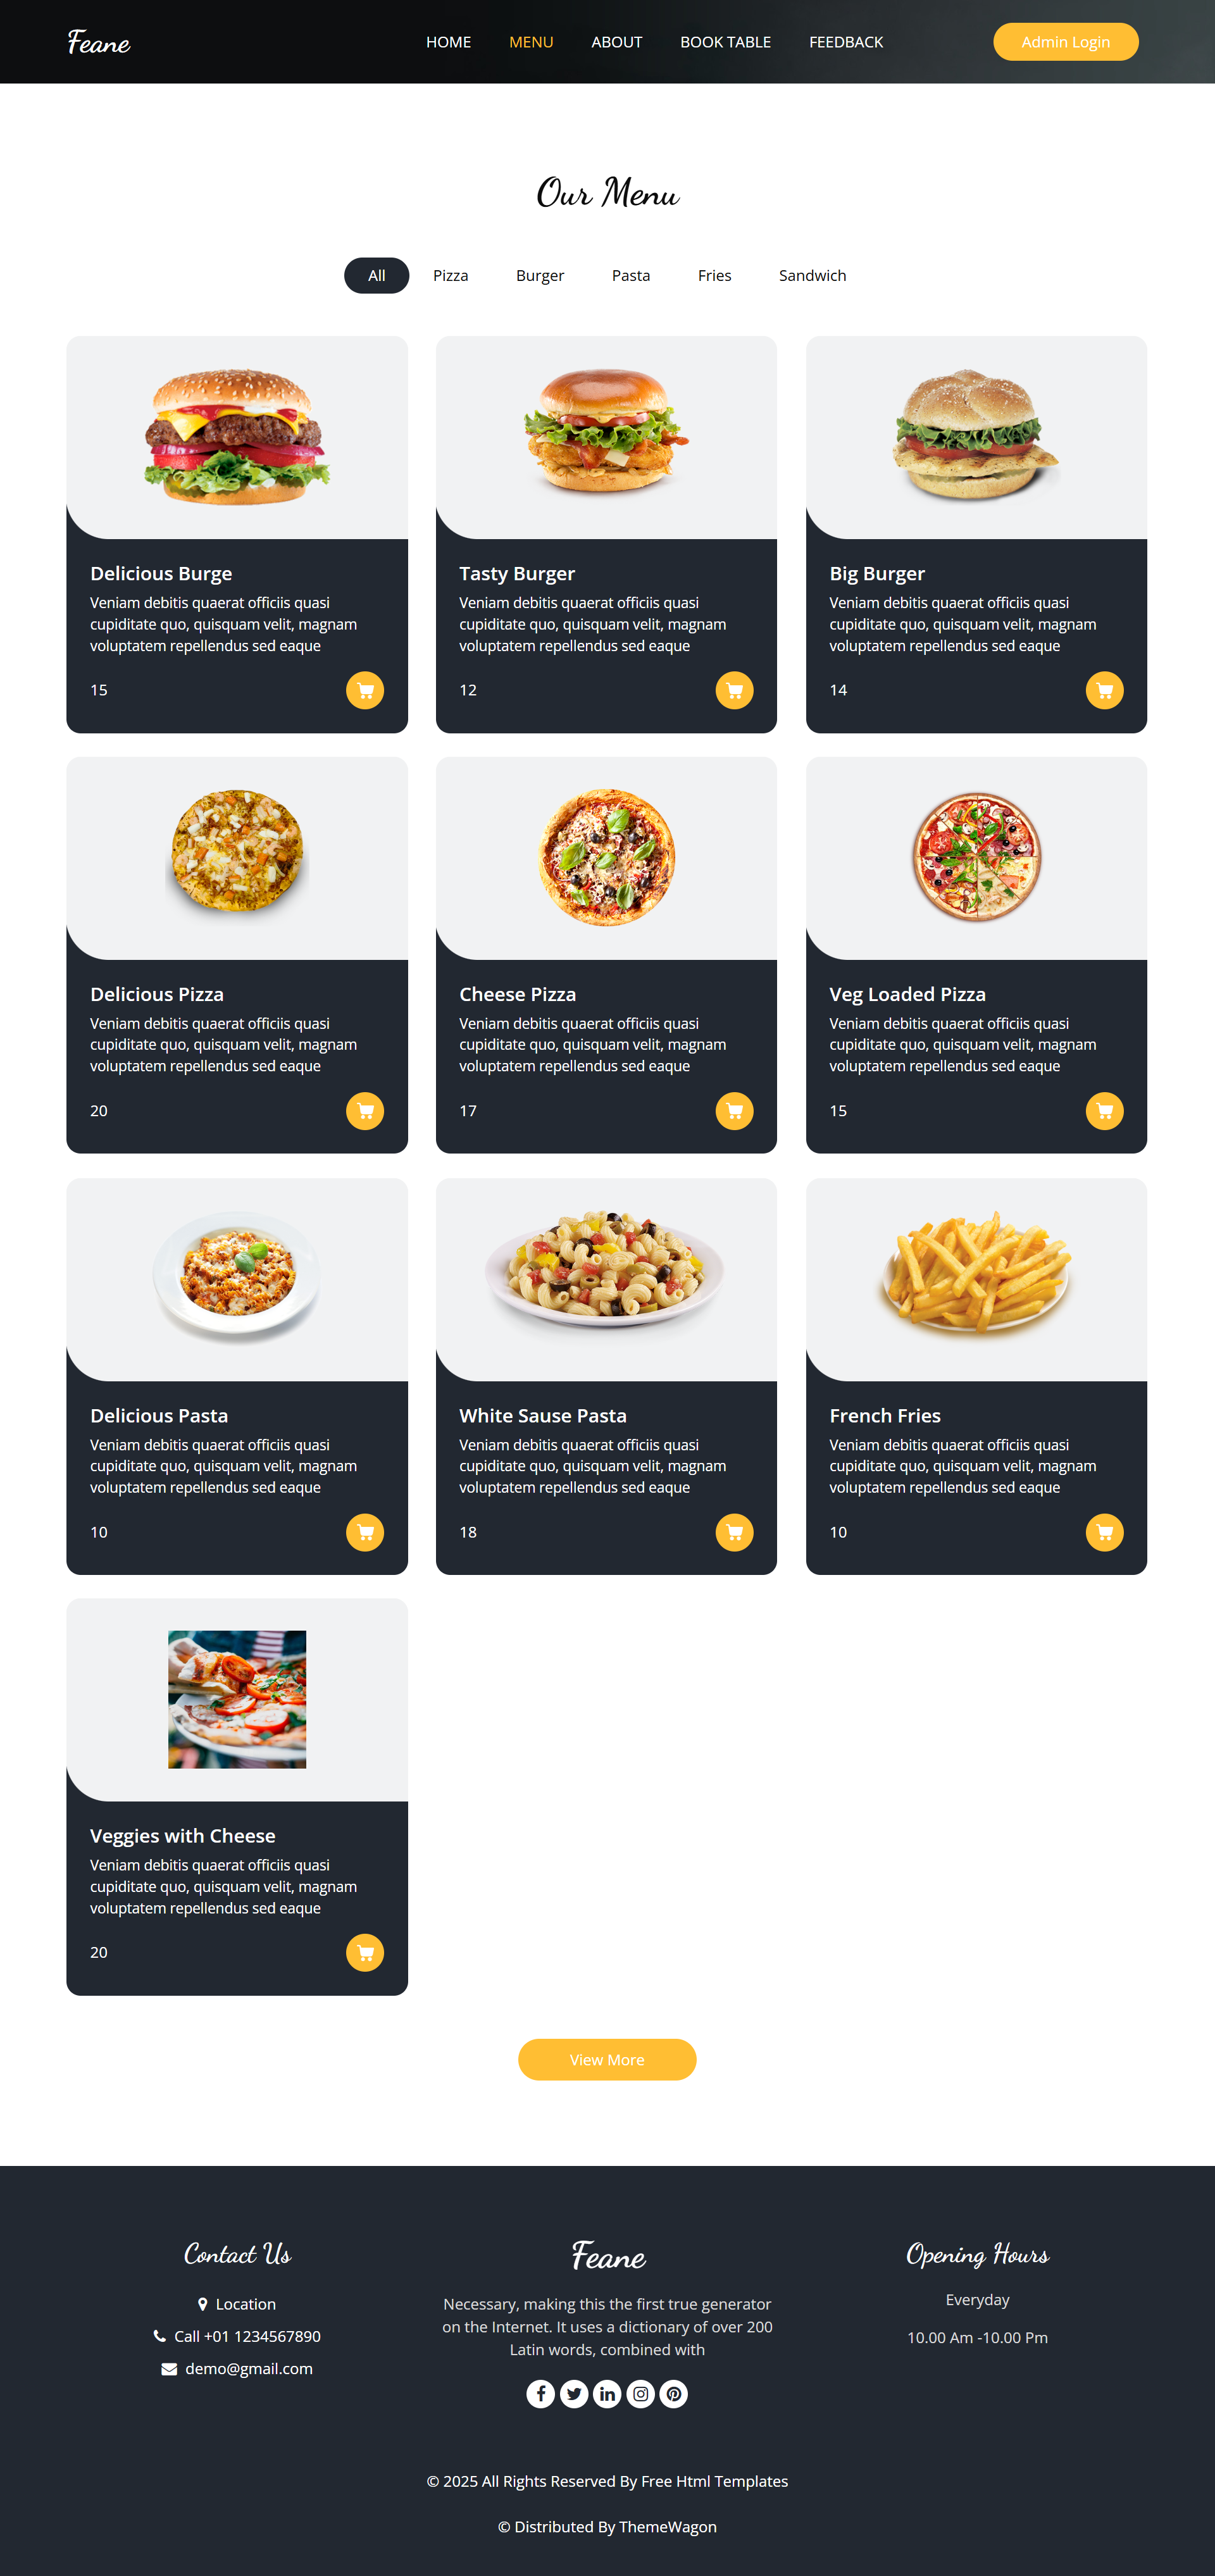 Feane
HOME MENU ABOUT BOOK TABLE FEEDBACK Admin Login
Our Menu
All Pizza Burger Pasta Fries Sandwich
Delicious Burge
Veniam debitis quaerat officiis quasi
cupiditate quo, quisquam velit, magnam
voluptatem repellendus sed eaque
15
Tasty Burger
Veniam debitis quaerat officiis quasi
cupiditate quo, quisquam velit, magnam
voluptatem repellendus sed eaque
12
Big Burger
Veniam debitis quaerat officiis quasi
cupiditate quo, quisquam velit, magnam
voluptatem repellendus sed eaque
14
Delicious Pizza
Veniam debitis quaerat officiis quasi
cupiditate quo, quisquam velit, magnam
voluptatem repellendus sed eaque
20
Cheese Pizza
Veniam debitis quaerat officiis quasi
cupiditate quo, quisquam velit, magnam
voluptatem repellendus sed eaque
17
Veg Loaded Pizza
Veniam debitis quaerat officiis quasi
cupiditate quo, quisquam velit, magnam
voluptatem repellendus sed eaque
15
Delicious Pasta
Veniam debitis quaerat officiis quasi
cupiditate quo, quisquam velit, magnam
voluptatem repellendus sed eaque
10
White Sause Pasta
Veniam debitis quaerat officiis quasi
cupiditate quo, quisquam velit, magnam
voluptatem repellendus sed eaque
18
French Fries
Veniam debitis quaerat officiis quasi
cupiditate quo, quisquam velit, magnam
voluptatem repellendus sed eaque
10
Veggies with Cheese
Veniam debitis quaerat officiis quasi
cupiditate quo, quisquam velit, magnam
voluptatem repellendus sed eaque
20
View More
Contact Us
Location
Call +01 1234567890
demo@gmail.com
Feane
Necessary, making this the first true generator
on the Internet. It uses a dictionary of over 200
Latin words, combined with
Opening Hours
Everyday
10.00 Am -10.00 Pm
© 2025 All Rights Reserved By Free Html Templates
© Distributed By ThemeWagon